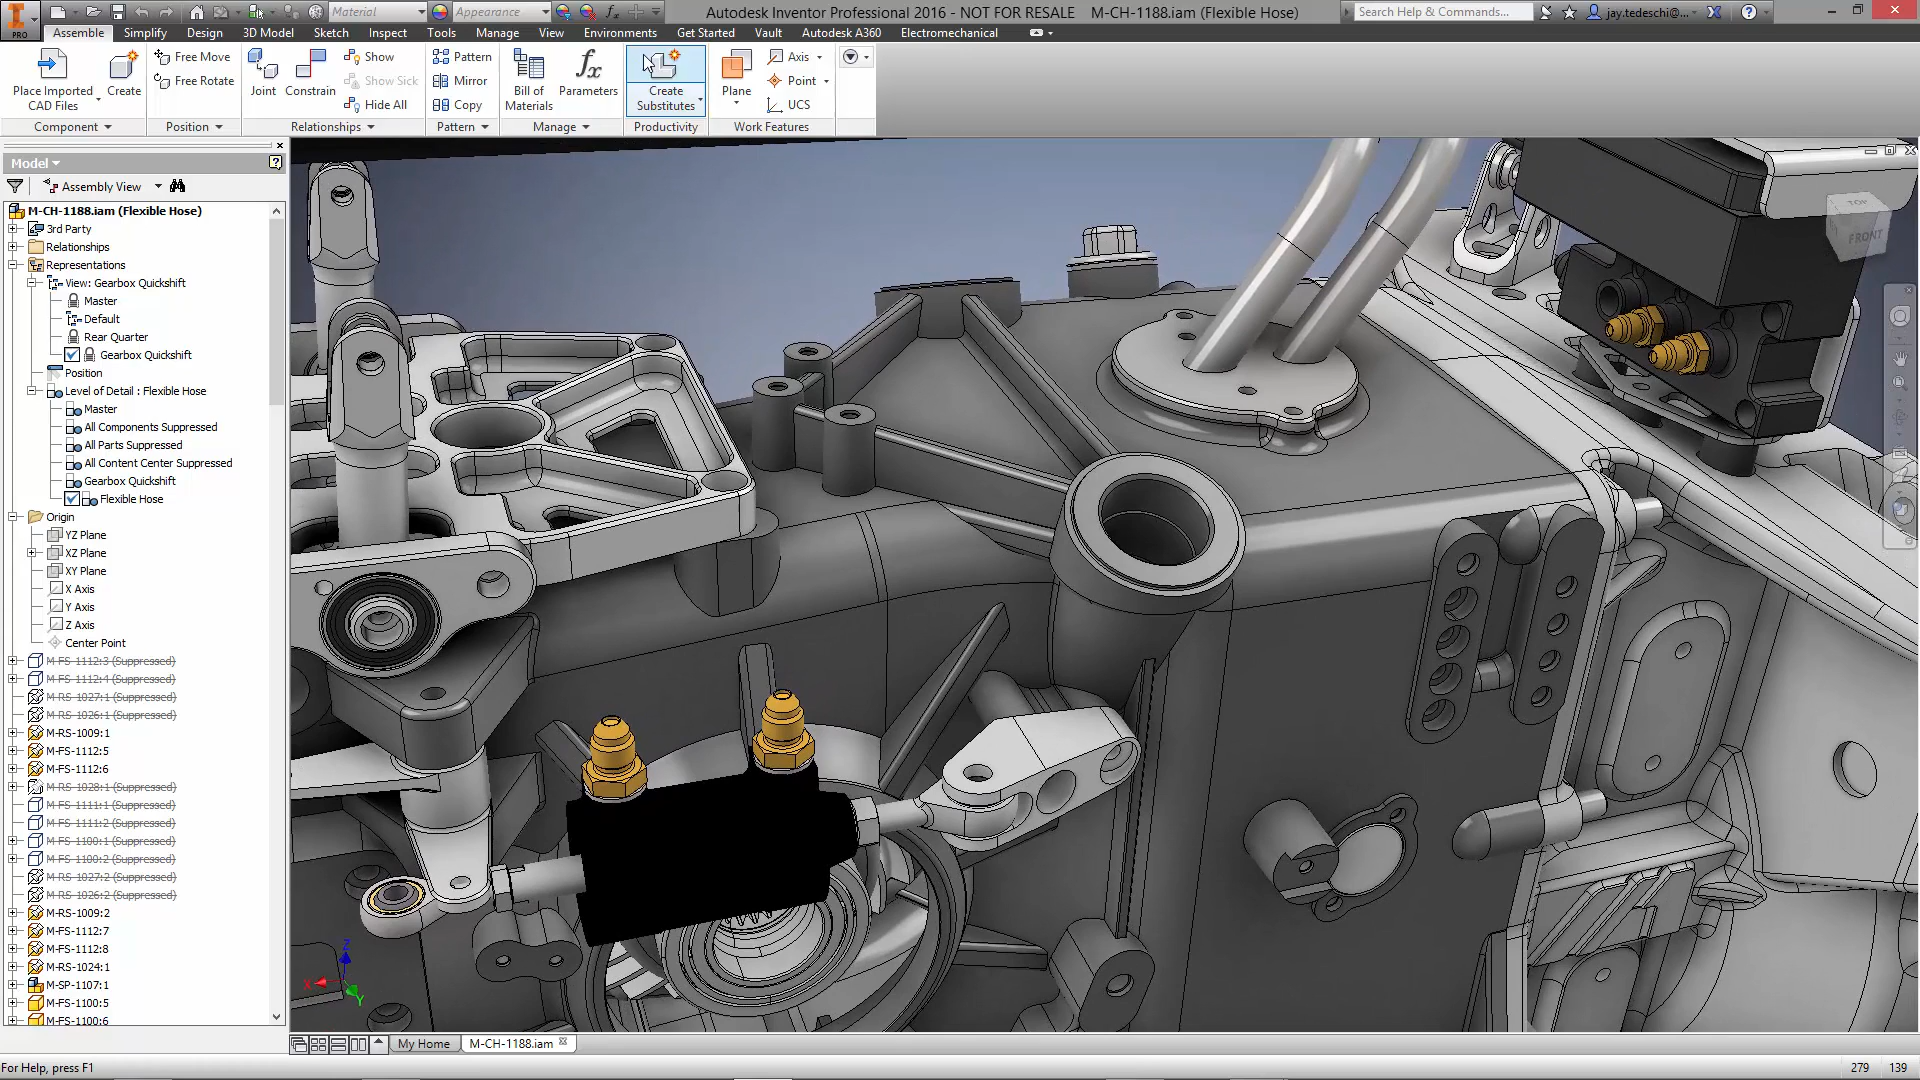 Material
Appearance
Autodesk Inventor Professional 2016 - NOT FOR RESALE M-CH-1188.iam (Flexible Hose)
Search Help & Commands...
jay.tedeschi@...
PRO
Assemble Simplify Design 3D Model Sketch Inspect Tools Manage View Environments Get Started Vault Autodesk A360 Electromechanical
Place Imported CAD Files
Create
Free Move
Free Rotate
Joint
Constrain
Show
Show Sick
Hide All
Pattern
Mirror
Copy
Bill of Materials
Parameters
Create Substitutes
Plane
Axis
Point
UCS
Component
Position
Relationships
Pattern
Manage
Productivity
Work Features
Model
Assembly View
M-CH-1188.iam (Flexible Hose)
3rd Party
Relationships
Representations
View: Gearbox Quickshift
Master
Default
Rear Quarter
Gearbox Quickshift
Position
Level of Detail : Flexible Hose
Master
All Components Suppressed
All Parts Suppressed
All Content Center Suppressed
Gearbox Quickshift
Flexible Hose
Origin
YZ Plane
XZ Plane
XY Plane
X Axis
Y Axis
Z Axis
Center Point
M-FS-1112:3 (Suppressed)
M-FS-1112:4 (Suppressed)
M-RS-1027:1 (Suppressed)
M-RS-1026:1 (Suppressed)
M-RS-1009:1
M-FS-1112:5
M-FS-1112:6
M-RS-1028:1 (Suppressed)
M-FS-1111:1 (Suppressed)
M-FS-1111:2 (Suppressed)
M-FS-1100:1 (Suppressed)
M-FS-1100:2 (Suppressed)
M-RS-1027:2 (Suppressed)
M-RS-1026:2 (Suppressed)
M-RS-1009:2
M-FS-1112:7
M-FS-1112:8
M-RS-1024:1
M-SP-1107:1
M-FS-1100:5
M-FS-1100:6
TOP
FRONT
Z
X
Y
My Home
M-CH-1188.iam
For Help, press F1
279 139